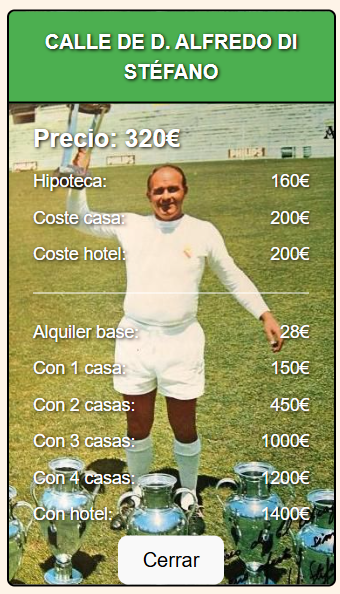 CALLE DE D. ALFREDO DI
STÉFANO
Precio: 320€
Hipoteca: 160€
Coste casa: 200€
Coste hotel: 200€
Alquiler base: 28€
Con 1 casa: 150€
Con 2 casas: 450€
Con 3 casas: 1000€
Con 4 casas: 1200€
Con hotel: 1400€
Cerrar